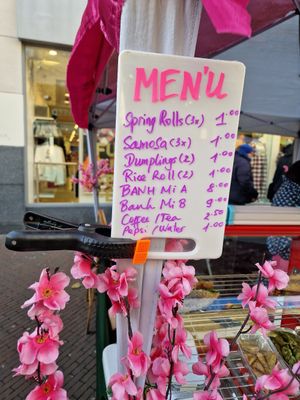 MEN'U
Spring Rolls (3x) 1.00
Samosa (3x) 1.00
Dumplings (2) 1.00
Rice Roll (2) 1.00
BANH Mi A 8.00
Banh Mi B 9.00
Coffee / Tea 2.50
Pepsi / Water 1.00